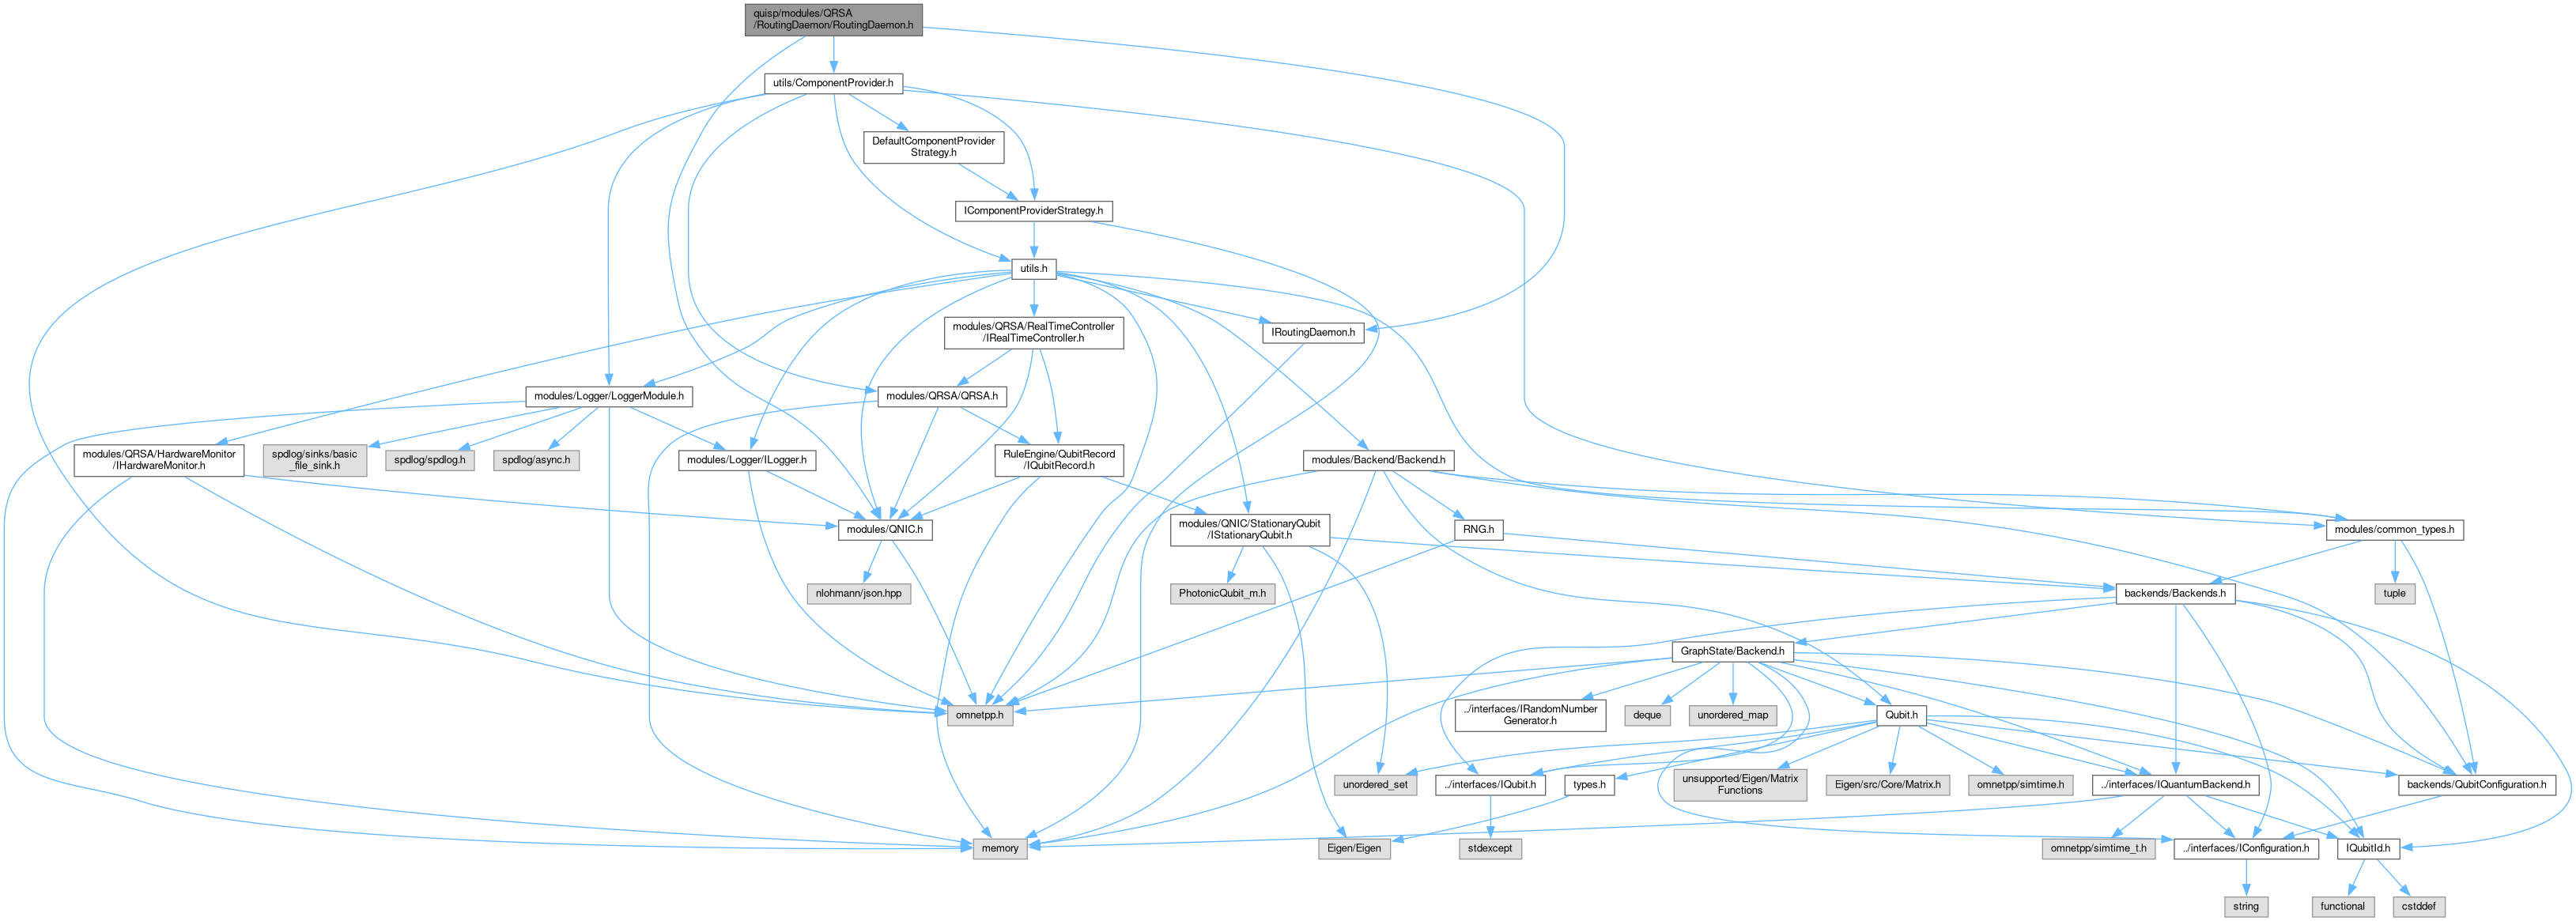 quisp/modules/QRSA
/RoutingDaemon/RoutingDaemon.h
utils/ComponentProvider.h
DefaultComponentProvider
Strategy.h
IComponentProviderStrategy.h
utils.h
modules/QRSA/RealTimeController
/IRealTimeController.h
IRoutingDaemon.h
modules/Logger/LoggerModule.h
modules/QRSA/QRSA.h
modules/QRSA/HardwareMonitor
/IHardwareMonitor.h
spdlog/sinks/basic
_file_sink.h
spdlog/spdlog.h
spdlog/async.h
modules/Logger/ILogger.h
RuleEngine/QubitRecord
/IQubitRecord.h
modules/Backend/Backend.h
modules/QNIC.h
modules/QNIC/StationaryQubit
/IStationaryQubit.h
RNG.h
modules/common_types.h
nlohmann/json.hpp
PhotonicQubit_m.h
backends/Backends.h
tuple
GraphState/Backend.h
omnetpp.h
../interfaces/IRandomNumber
Generator.h
deque
unordered_map
Qubit.h
unordered_set
../interfaces/IQubit.h
types.h
unsupported/Eigen/Matrix
Functions
Eigen/src/Core/Matrix.h
omnetpp/simtime.h
../interfaces/IQuantumBackend.h
backends/QubitConfiguration.h
memory
Eigen/Eigen
stdexcept
omnetpp/simtime_t.h
../interfaces/IConfiguration.h
IQubitId.h
string
functional
cstddef